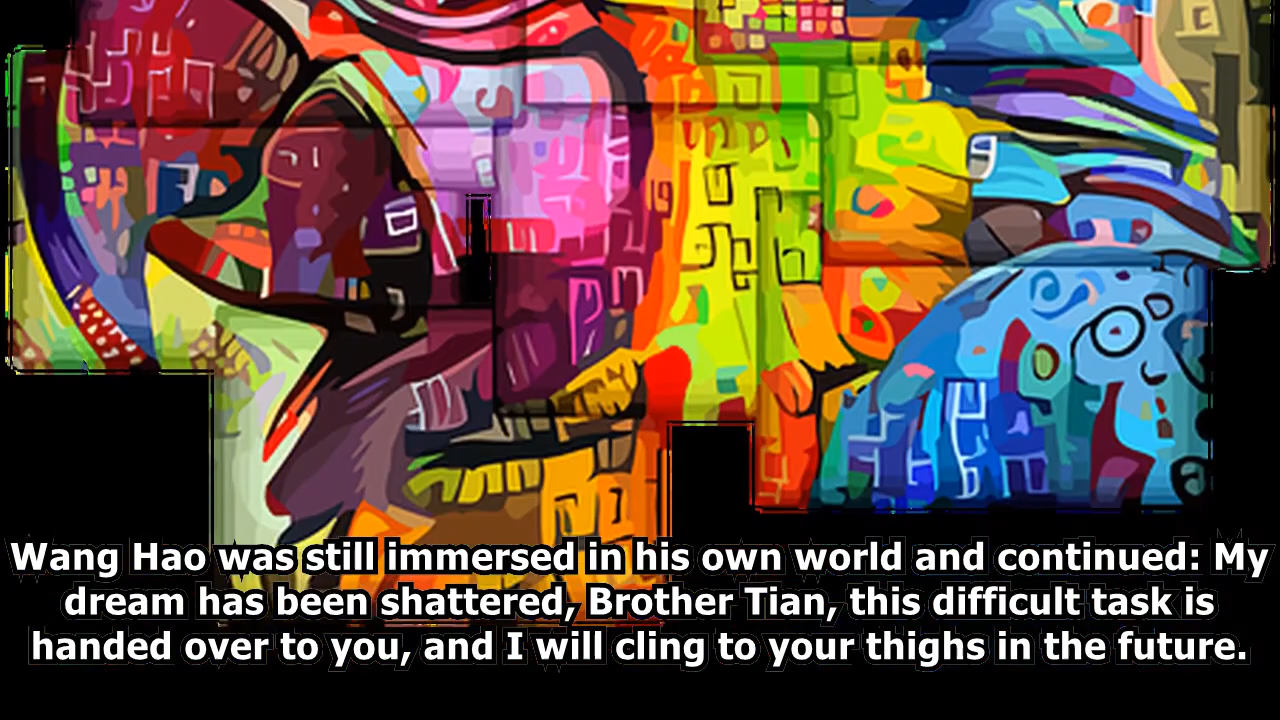 Wang Hao was still immersed in his own world and continued: My
dream has been shattered, Brother Tian, this difficult task is
handed over to you, and I will cling to your thighs in the future.